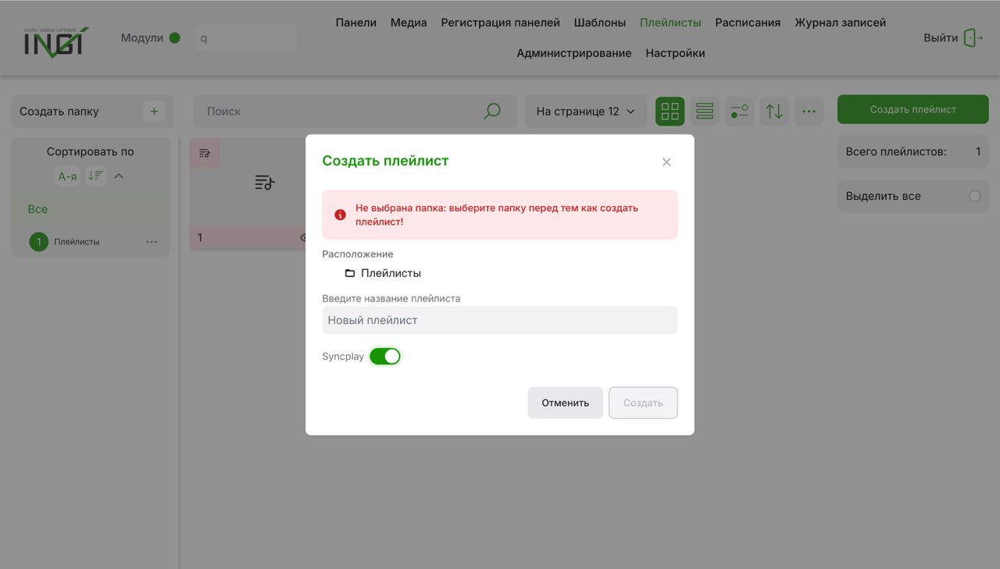 DIGITAL SIGNAGE SOFTWARE
INGI
Модули
q
Панели Медиа Регистрация панелей Шаблоны Плейлисты Расписания Журнал записей
Администрирование Настройки
Выйти
Создать папку +
Поиск
На странице 12
Создать плейлист
Сортировать по
А-я
Все
1 Плейлисты
1
Всего плейлистов: 1
Выделить все
Создать плейлист
Не выбрана папка: выберите папку перед тем как создать
плейлист!
Расположение
Плейлисты
Введите название плейлиста
Новый плейлист
Syncplay
Отменить Создать